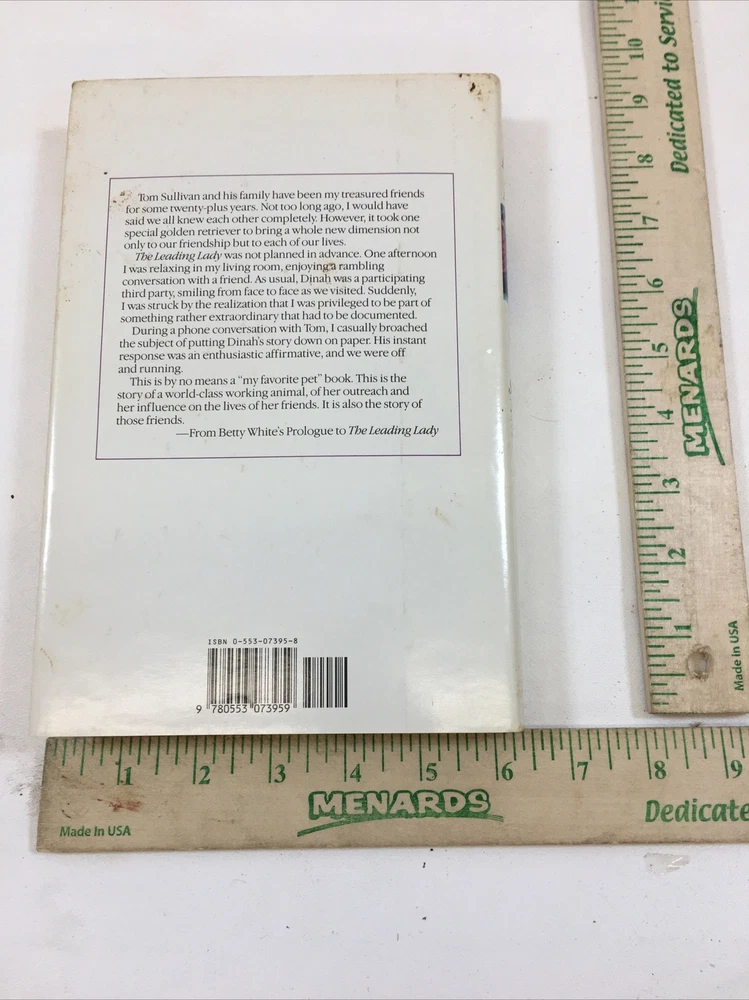 Tom Sullivan and his family have been my treasured friends
for some twenty-plus years. Not too long ago, I would have
said we all knew each other completely. However, it took one
special golden retriever to bring a whole new dimension not
only to our friendship but to each of our lives.
The Leading Lady was not planned in advance. One afternoon
I was relaxing in my living room, enjoying a rambling
conversation with a friend. As usual, Dinah was a participating
third party, smiling from face to face as we visited. Suddenly,
I was struck by the realization that I was privileged to be part of
something rather extraordinary that had to be documented.
During a phone conversation with Tom, I casually broached
the subject of putting Dinah's story down on paper. His instant
response was an enthusiastic affirmative, and we were off
and running.
This is by no means a "my favorite pet" book. This is the
story of a world-class working animal, of her outreach and
her influence on the lives of her friends. It is also the story of
those friends.
—From Betty White's Prologue to The Leading Lady
ISBN 0-553-07395-8
9 780553 073959
1 2 3 4 5 6 7 8 9
MENARDS
Dedicate
Made In USA
10 9 8 7 6 5 4 3 2 1
Dedicated to Servi
MENARDS
Made In USA